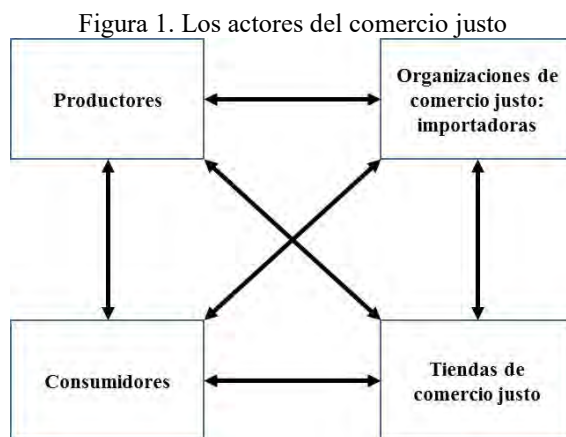 Figura 1. Los actores del comercio justo
Productores
Organizaciones de
comercio justo:
importadoras
Consumidores
Tiendas de
comercio justo